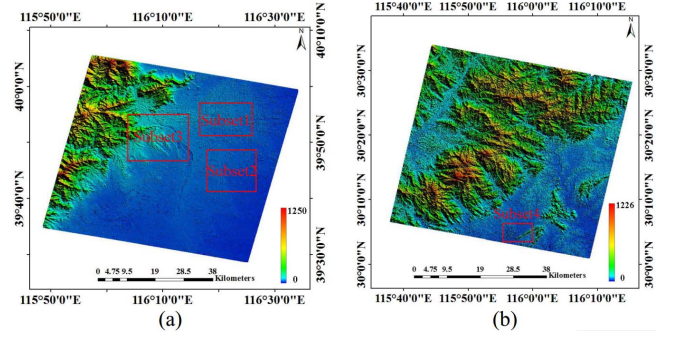 115°50'0"E 116°10'0"E 116°30'0"E
N
40°0'0"N
39°40'0"N
40°10'0"N
39°50'0"N
39°30'0"N
Subset3
Subset1
Subset2
1250
0
0 4.75 9.5 19 28.5 38
Kilometers
115°50'0"E 116°10'0"E 116°30'0"E
(a)
115°40'0"E 115°50'0"E 116°0'0"E 116°10'0"E
N
30°30'0"N
30°20'0"N
30°10'0"N
30°0'0"N
30°30'0"N
30°20'0"N
30°10'0"N
30°0'0"N
Subset4
1226
0
0 4.75 9.5 19 28.5 38
Kilometers
115°40'0"E 115°50'0"E 116°0'0"E 116°10'0"E
(b)